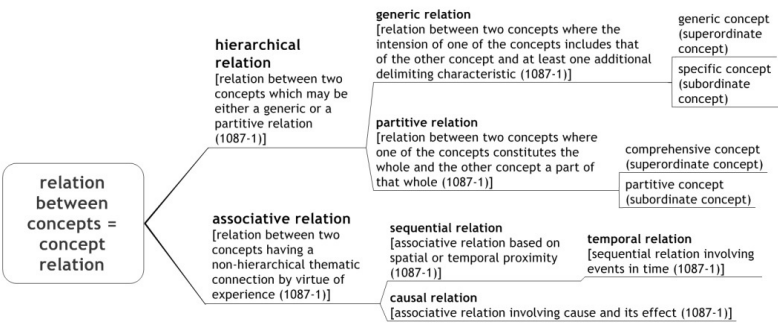 relation
between
concepts =
concept
relation
hierarchical
relation
[relation between two
concepts which may be
either a generic or a
partitive relation
(1087-1)]
generic relation
[relation between two concepts where the
intension of one of the concepts includes that
of the other concept and at least one additional
delimiting characteristic (1087-1)]
generic concept
(superordinate
concept)
specific concept
(subordinate
concept)
partitive relation
[relation between two concepts where
one of the concepts constitutes the
whole and the other concept a part of
that whole (1087-1)]
comprehensive concept
(superordinate concept)
partitive concept
(subordinate concept)
associative relation
[relation between two
concepts having a
non-hierarchical thematic
connection by virtue of
experience (1087-1)]
sequential relation
[associative relation based on
spatial or temporal proximity
(1087-1)]
temporal relation
[sequential relation involving
events in time (1087-1)]
causal relation
[associative relation involving cause and its effect (1087-1)]